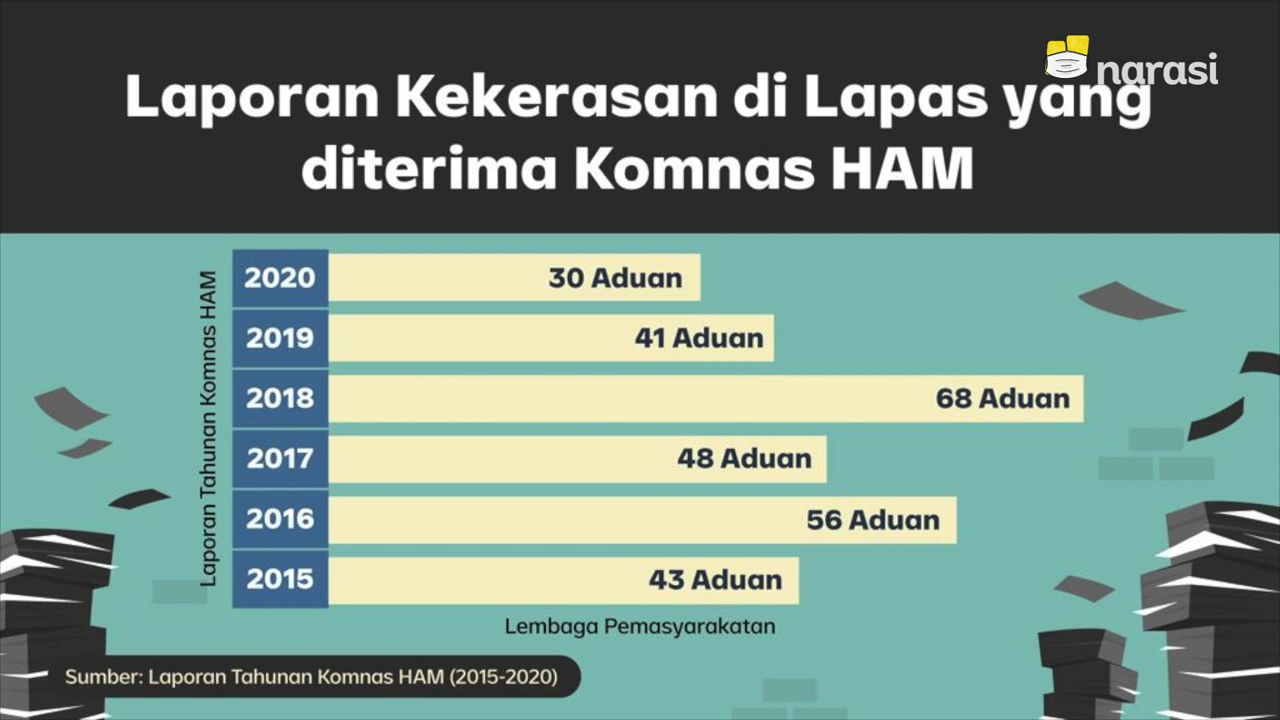 narasi
Laporan Kekerasan di Lapas yang
diterima Komnas HAM
Laporan Tahunan Komnas HAM
2020 30 Aduan
2019 41 Aduan
2018 68 Aduan
2017 48 Aduan
2016 56 Aduan
2015 43 Aduan
Lembaga Pemasyarakatan
Sumber: Laporan Tahunan Komnas HAM (2015-2020)